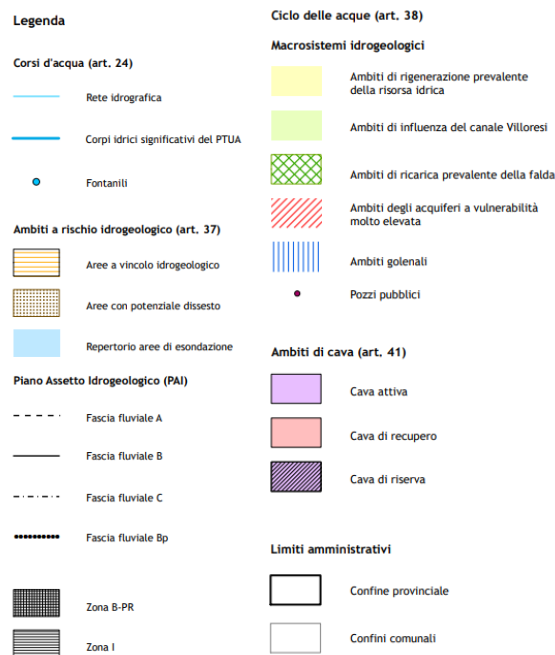 Legenda
Corsi d'acqua (art. 24)
Rete idrografica
Corpi idrici significativi del PTUA
Fontanili
Ambiti a rischio idrogeologico (art. 37)
Aree a vincolo idrogeologico
Aree con potenziale dissesto
Repertorio aree di esondazione
Piano Assetto Idrogeologico (PAI)
Fascia fluviale A
Fascia fluviale B
Fascia fluviale C
Fascia fluviale Bp
Zona B-PR
Zona I
Ciclo delle acque (art. 38)
Macrosistemi idrogeologici
Ambiti di rigenerazione prevalente
della risorsa idrica
Ambiti di influenza del canale Villoresi
Ambiti di ricarica prevalente della falda
Ambiti degli acquiferi a vulnerabilità
molto elevata
Ambiti golenali
Pozzi pubblici
Ambiti di cava (art. 41)
Cava attiva
Cava di recupero
Cava di riserva
Limiti amministrativi
Confine provinciale
Confini comunali